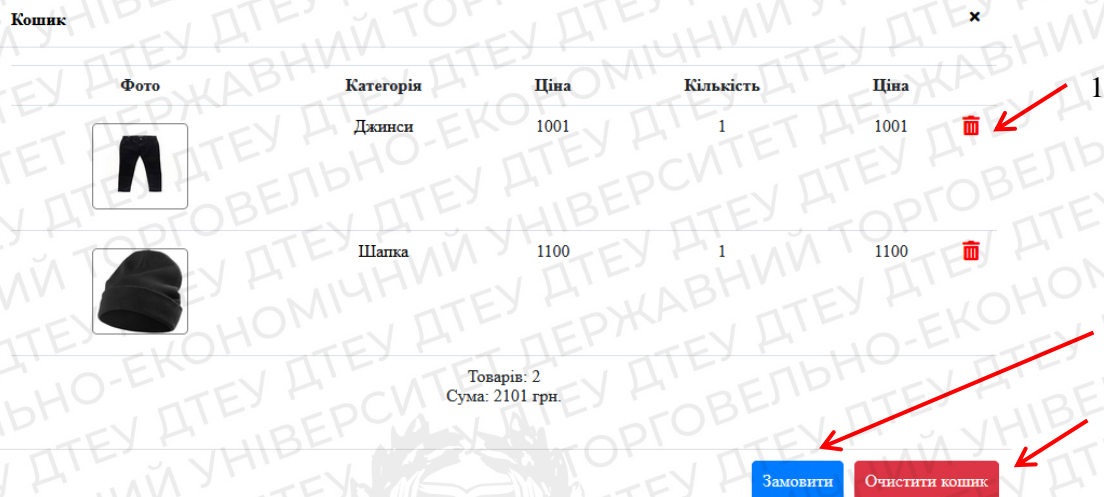 Кошик ×
Фото Категорія Ціна Кількість Ціна
1
Джинси 1001 1 1001
Шапка 1100 1 1100
Товарів: 2
Сума: 2101 грн.
Замовити Очистити кошик